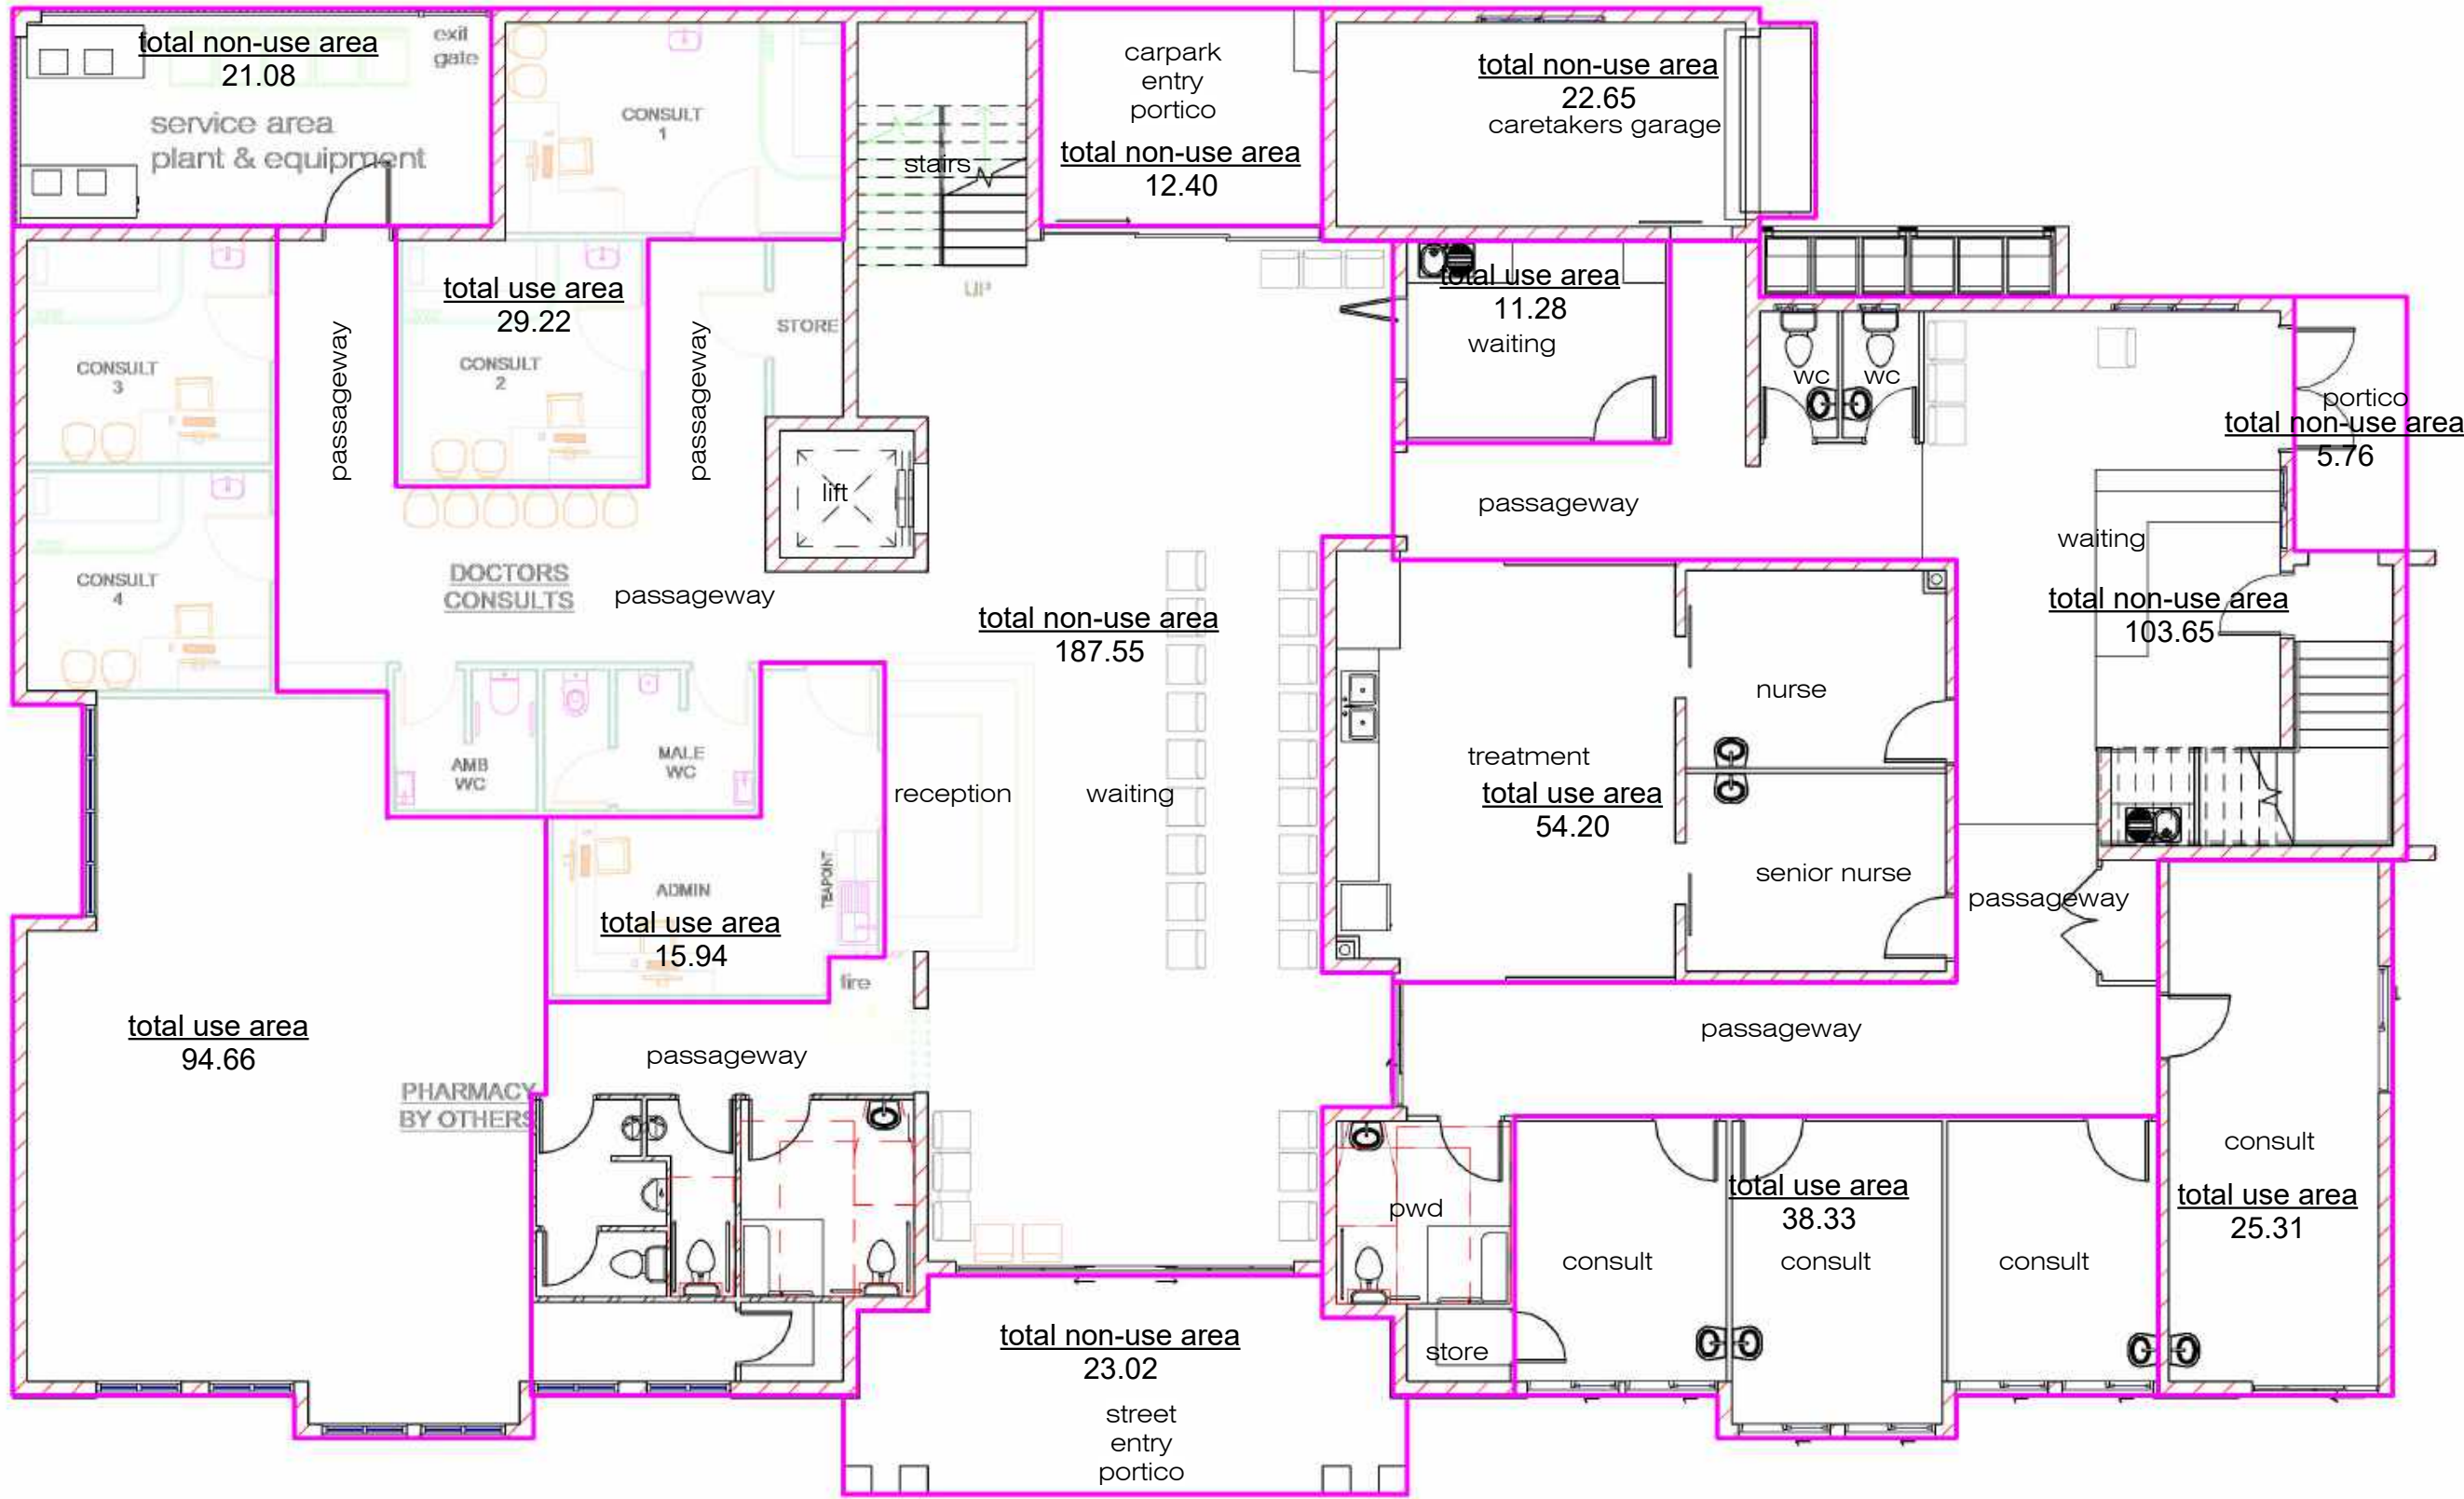 total non-use area
21.08
exit
gate
service area
plant & equipment
CONSULT
1
stairs
UP
carpark
entry
portico
total non-use area
12.40
total non-use area
22.65
caretakers garage
CONSULT
3
passageway
total use area
29.22
CONSULT
2
passageway
STORE
lift
total use area
11.28
waiting
passageway
wc
wc
portico
total non-use area
5.76
waiting
total non-use area
103.65
CONSULT
4
DOCTORS
CONSULTS
passageway
total non-use area
187.55
AMB
WC
MALE
WC
reception
waiting
treatment
total use area
54.20
nurse
senior nurse
passageway
ADMIN
TEAPOINT
total use area
15.94
fire
total use area
94.66
PHARMACY
BY OTHERS
passageway
passageway
pwd
store
consult
total use area
38.33
consult
consult
consult
total use area
25.31
total non-use area
23.02
street
entry
portico